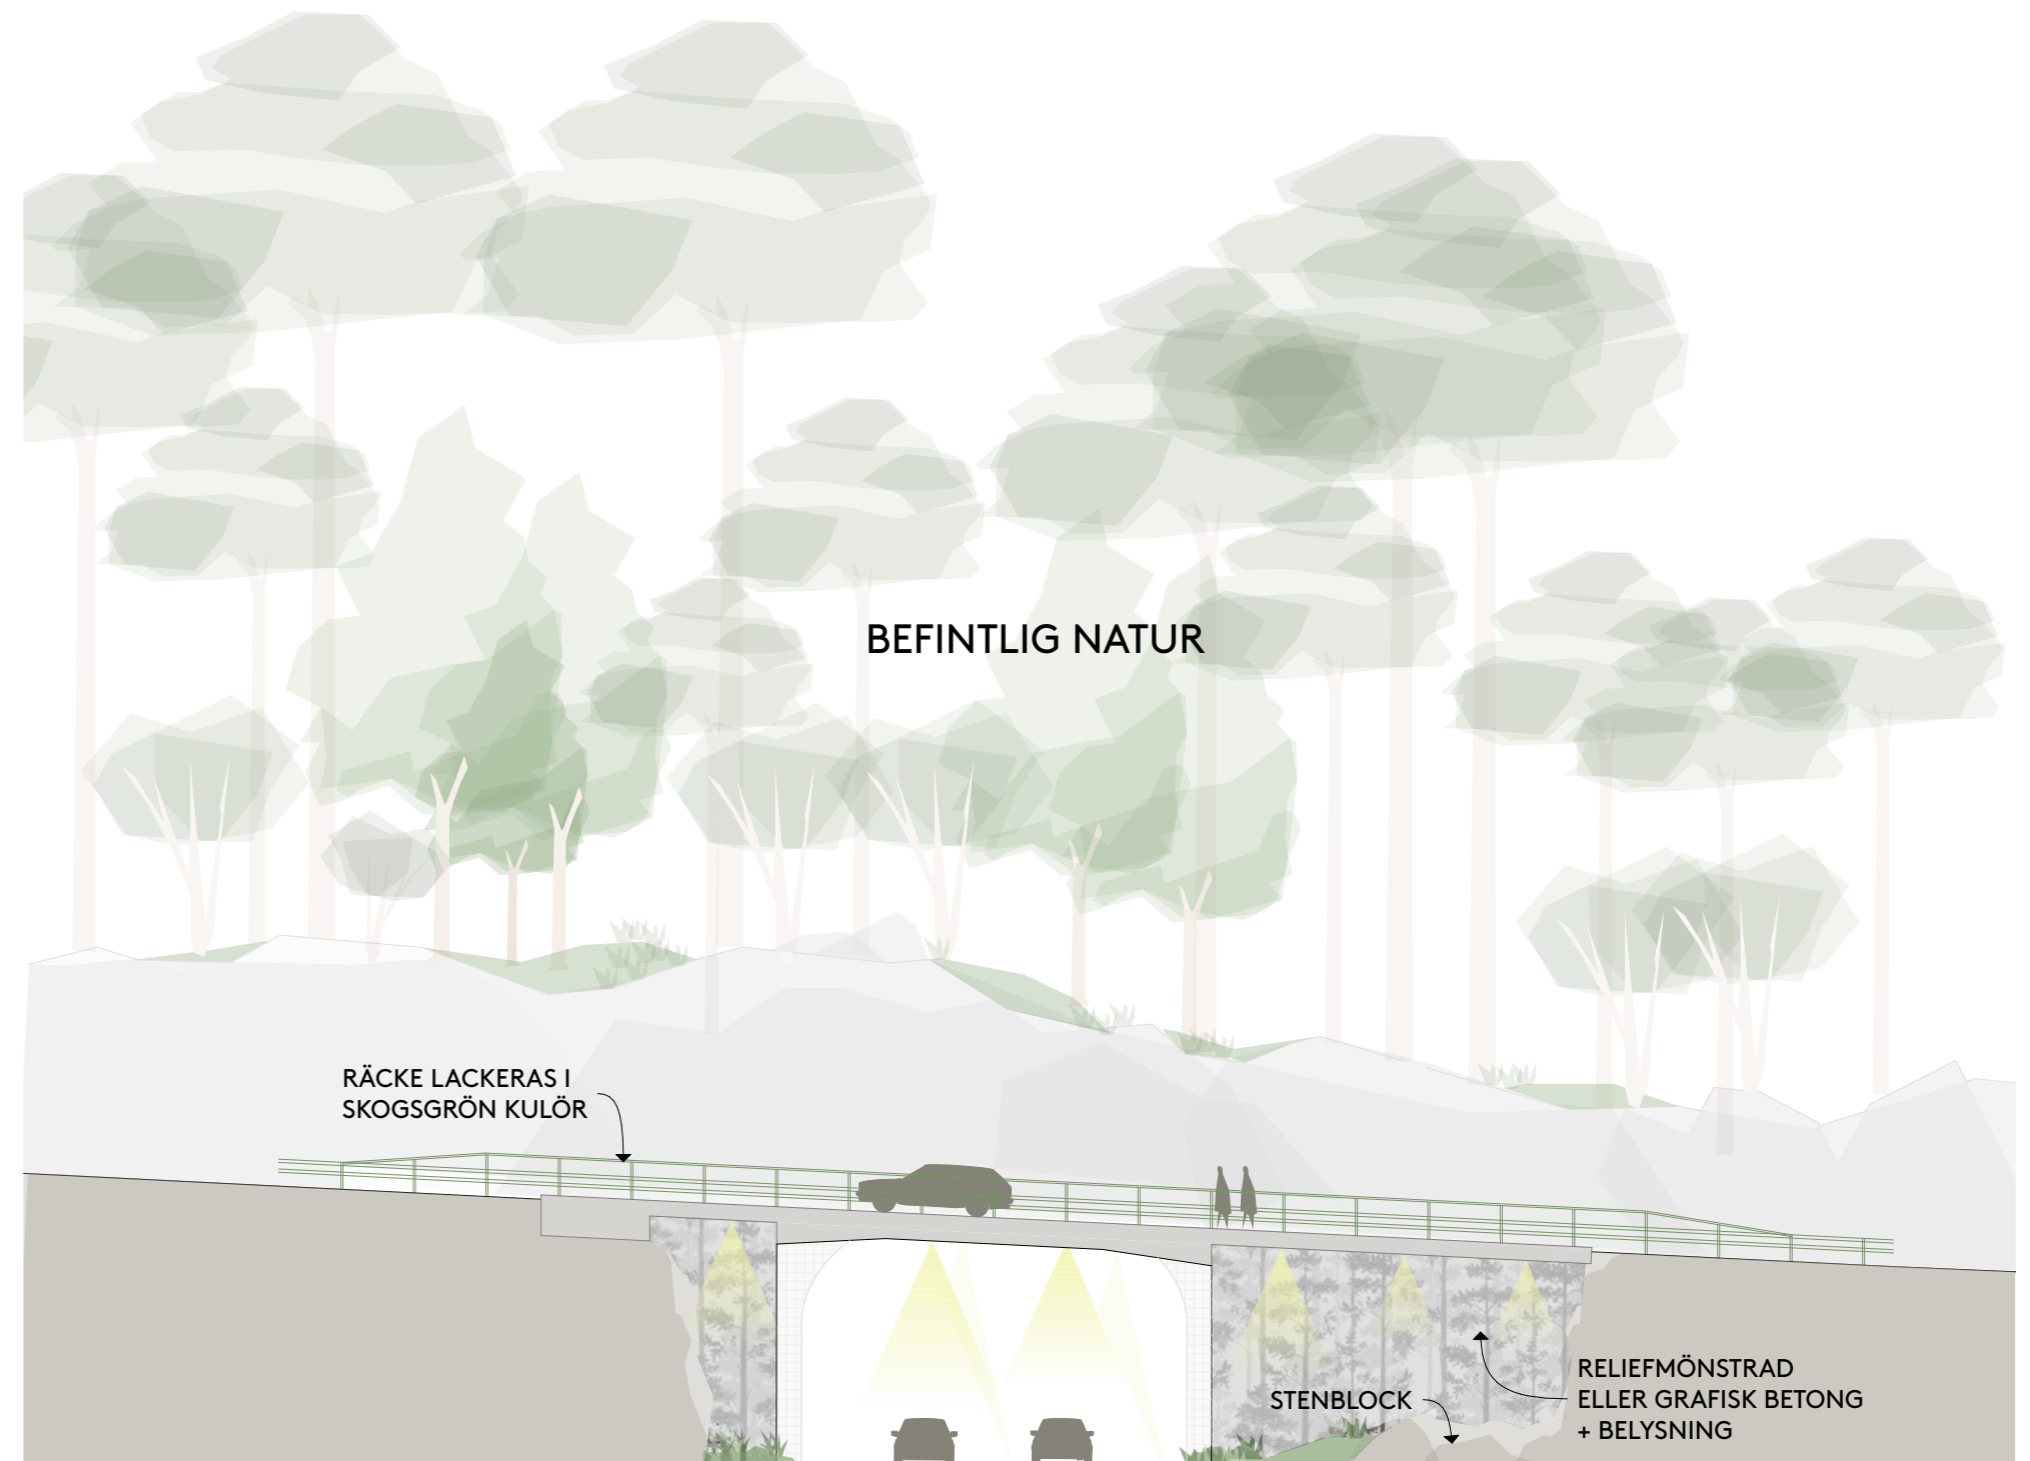 BEFINTLIG NATUR
RÄCKE LACKERAS I
SKOGSGRÖN KULÖR
STENBLOCK
RELIEFMÖNSTRAD
ELLER GRAFISK BETONG
+ BELYSNING